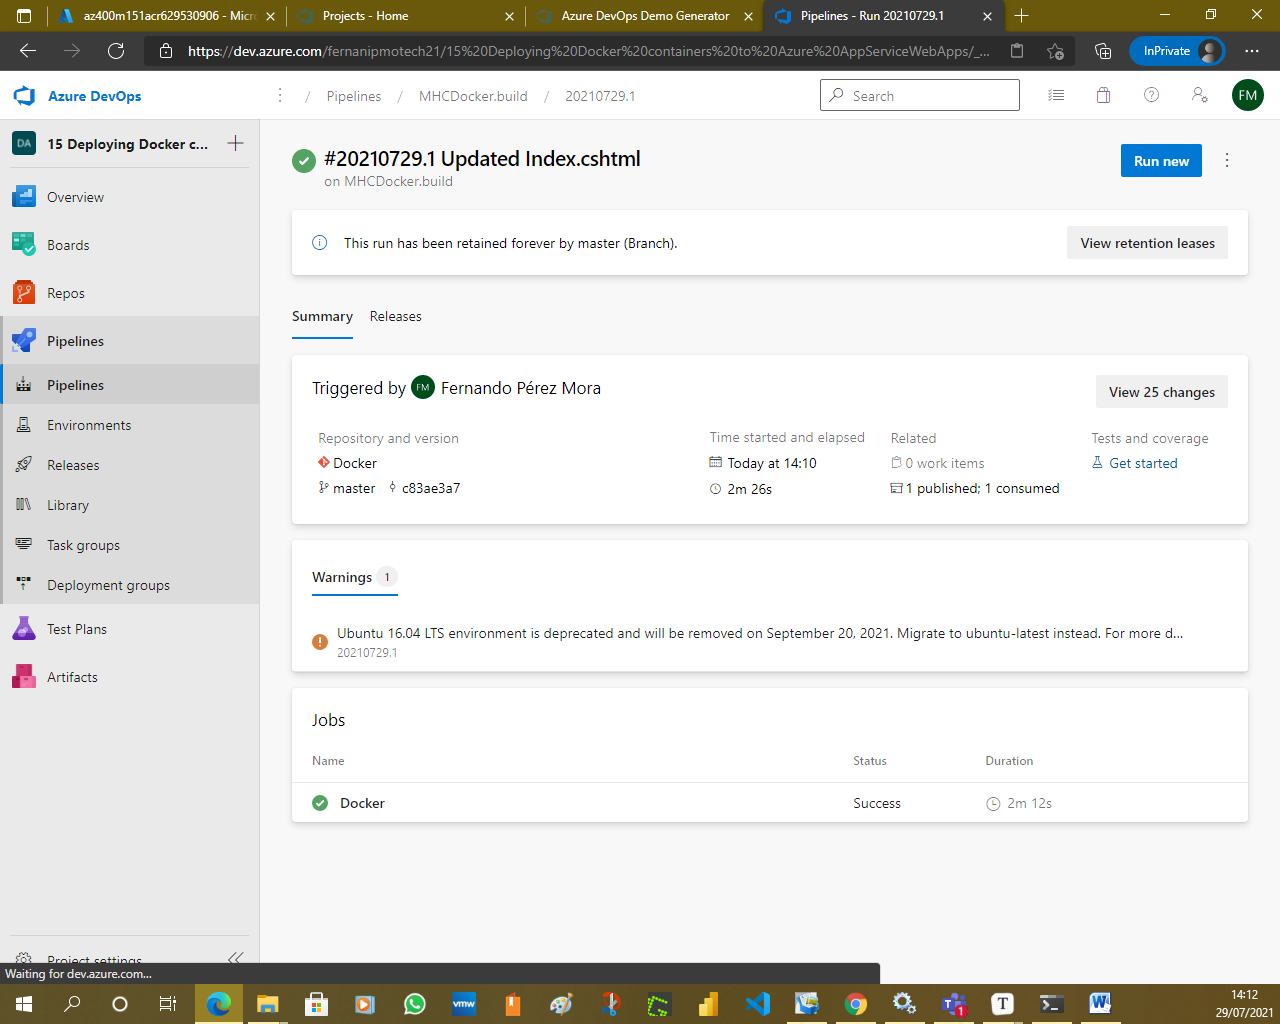 az400m151acr629530906 - Micro
Projects - Home
Azure DevOps Demo Generator
Pipelines - Run 20210729.1
https://dev.azure.com/fernanipmotech21/15%20Deploying%20Docker%20containers%20to%20Azure%20AppServiceWebApps/_...
InPrivate
Azure DevOps
/ Pipelines / MHCDocker.build / 20210729.1
Search
FM
DA
15 Deploying Docker c...
Overview
Boards
Repos
Pipelines
Pipelines
Environments
Releases
Library
Task groups
Deployment groups
Test Plans
Artifacts
Project settings
#20210729.1 Updated Index.cshtml
on MHCDocker.build
Run new
This run has been retained forever by master (Branch).
View retention leases
Summary
Releases
Triggered by FM Fernando Pérez Mora
View 25 changes
Repository and version
Docker
master c83ae3a7
Time started and elapsed
Today at 14:10
2m 26s
Related
0 work items
1 published; 1 consumed
Tests and coverage
Get started
Warnings 1
Ubuntu 16.04 LTS environment is deprecated and will be removed on September 20, 2021. Migrate to ubuntu-latest instead. For more d...
20210729.1
Jobs
Name Status Duration
Docker Success 2m 12s
Waiting for dev.azure.com...
vmw
1
T
W
14:12
29/07/2021